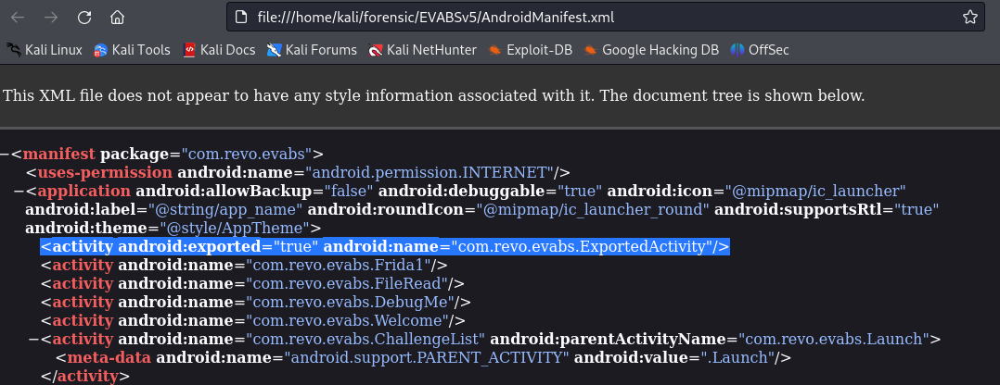 file:///home/kali/forensic/EVABSv5/AndroidManifest.xml
Kali Linux Kali Tools Kali Docs Kali Forums Kali NetHunter Exploit-DB Google Hacking DB OffSec
This XML file does not appear to have any style information associated with it. The document tree is shown below.
−<manifest package="com.revo.evabs">
<uses-permission android:name="android.permission.INTERNET"/>
−<application android:allowBackup="false" android:debuggable="true" android:icon="@mipmap/ic_launcher"
android:label="@string/app_name" android:roundIcon="@mipmap/ic_launcher_round" android:supportsRtl="true"
android:theme="@style/AppTheme">
<activity android:exported="true" android:name="com.revo.evabs.ExportedActivity"/>
<activity android:name="com.revo.evabs.Frida1"/>
<activity android:name="com.revo.evabs.FileRead"/>
<activity android:name="com.revo.evabs.DebugMe"/>
<activity android:name="com.revo.evabs.Welcome"/>
−<activity android:name="com.revo.evabs.ChallengeList" android:parentActivityName="com.revo.evabs.Launch">
<meta-data android:name="android.support.PARENT_ACTIVITY" android:value=".Launch"/>
</activity>